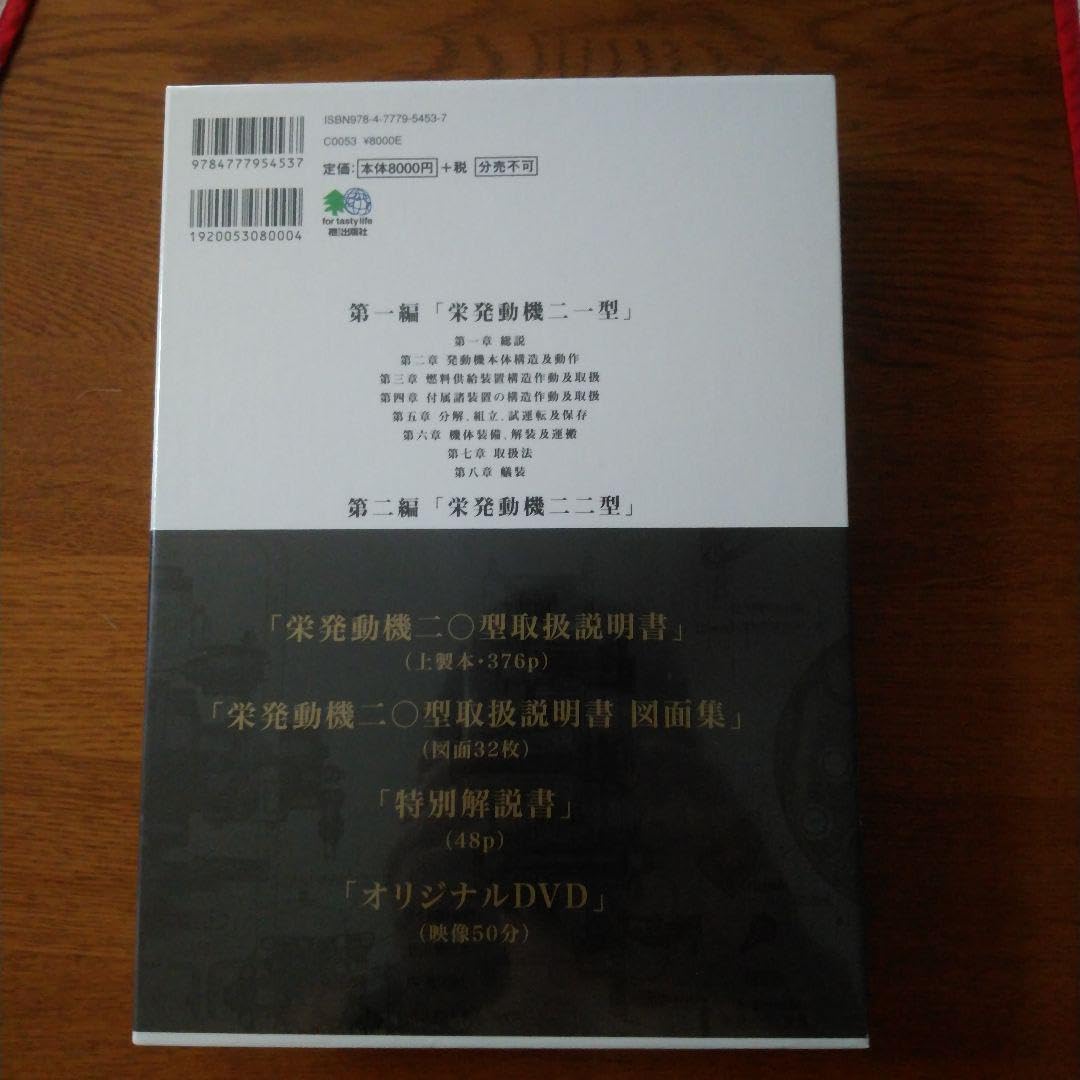 ISBN978-4-7779-5453-7
C0053 ¥8000E
9784777954537
定価：本体8000円＋税 分売不可
1920053080004
for tasty life
枻出版社
第一編「栄発動機二一型」
第一章 総説
第二章 発動機本体構造及動作
第三章 燃料供給装置構造作動及取扱
第四章 付属諸装置の構造作動及取扱
第五章 分解、組立、試運転及保存
第六章 機体装備、解装及運搬
第七章 取扱法
第八章 艤装
第二編「栄発動機二二型」
「栄発動機二〇型取扱説明書」
（上製本・376p）
「栄発動機二〇型取扱説明書 図面集」
（図面32枚）
「特別解説書」
（48p）
「オリジナルDVD」
（映像50分）